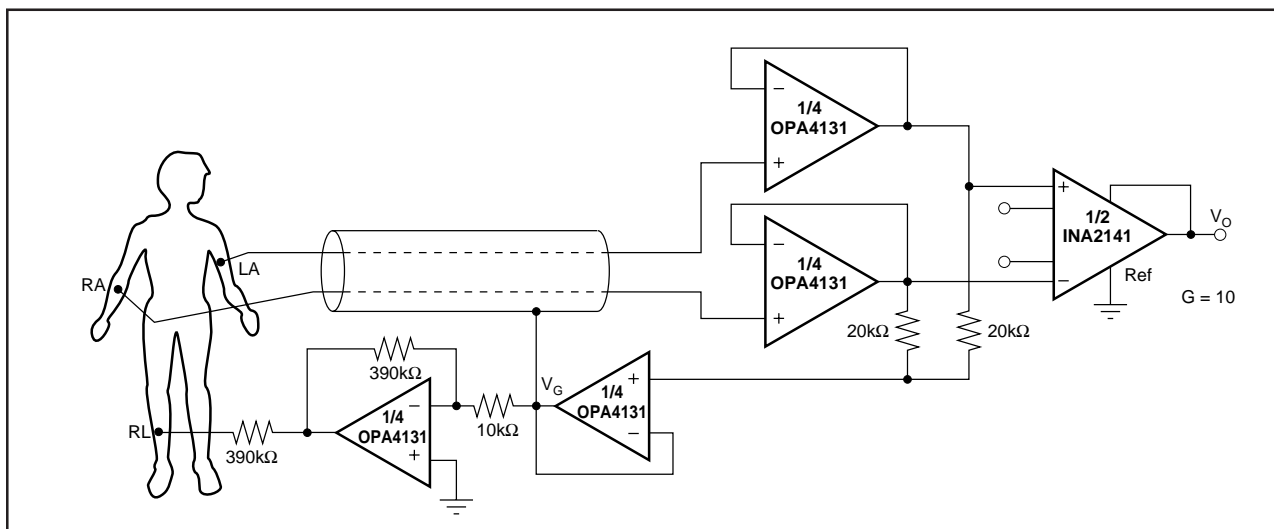 −
1/4
OPA4131
+
−
1/4
OPA4131
+
+
1/2
INA2141
−
Ref
V_O
G = 10
LA
RA
20kΩ
20kΩ
390kΩ
−
1/4
OPA4131
+
10kΩ
V_G
+
1/4
OPA4131
−
RL
390kΩ